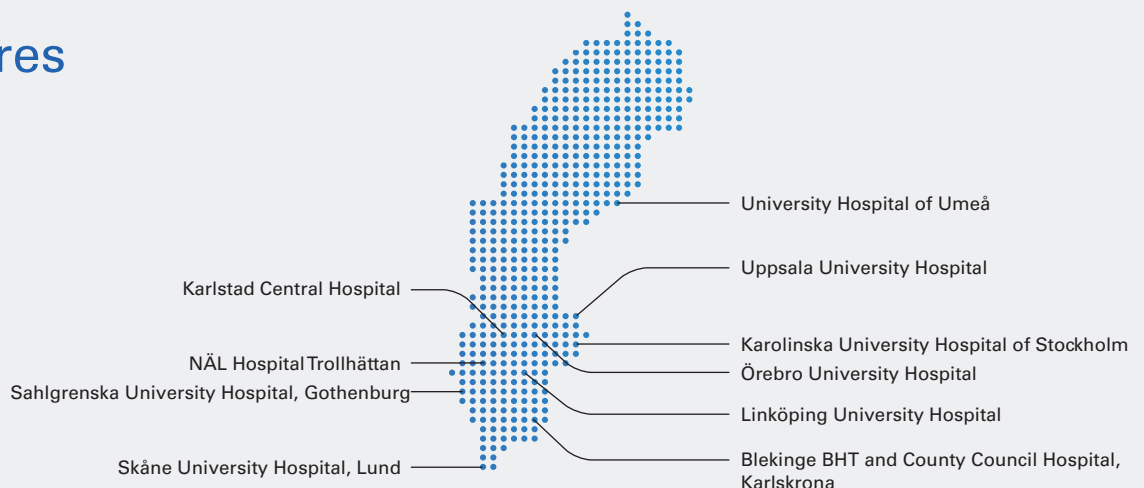 res
University Hospital of Umeå
Uppsala University Hospital
Karlstad Central Hospital
Karolinska University Hospital of Stockholm
NÄL Hospital Trollhättan
Örebro University Hospital
Sahlgrenska University Hospital, Gothenburg
Linköping University Hospital
Skåne University Hospital, Lund
Blekinge BHT and County Council Hospital,
Karlskrona